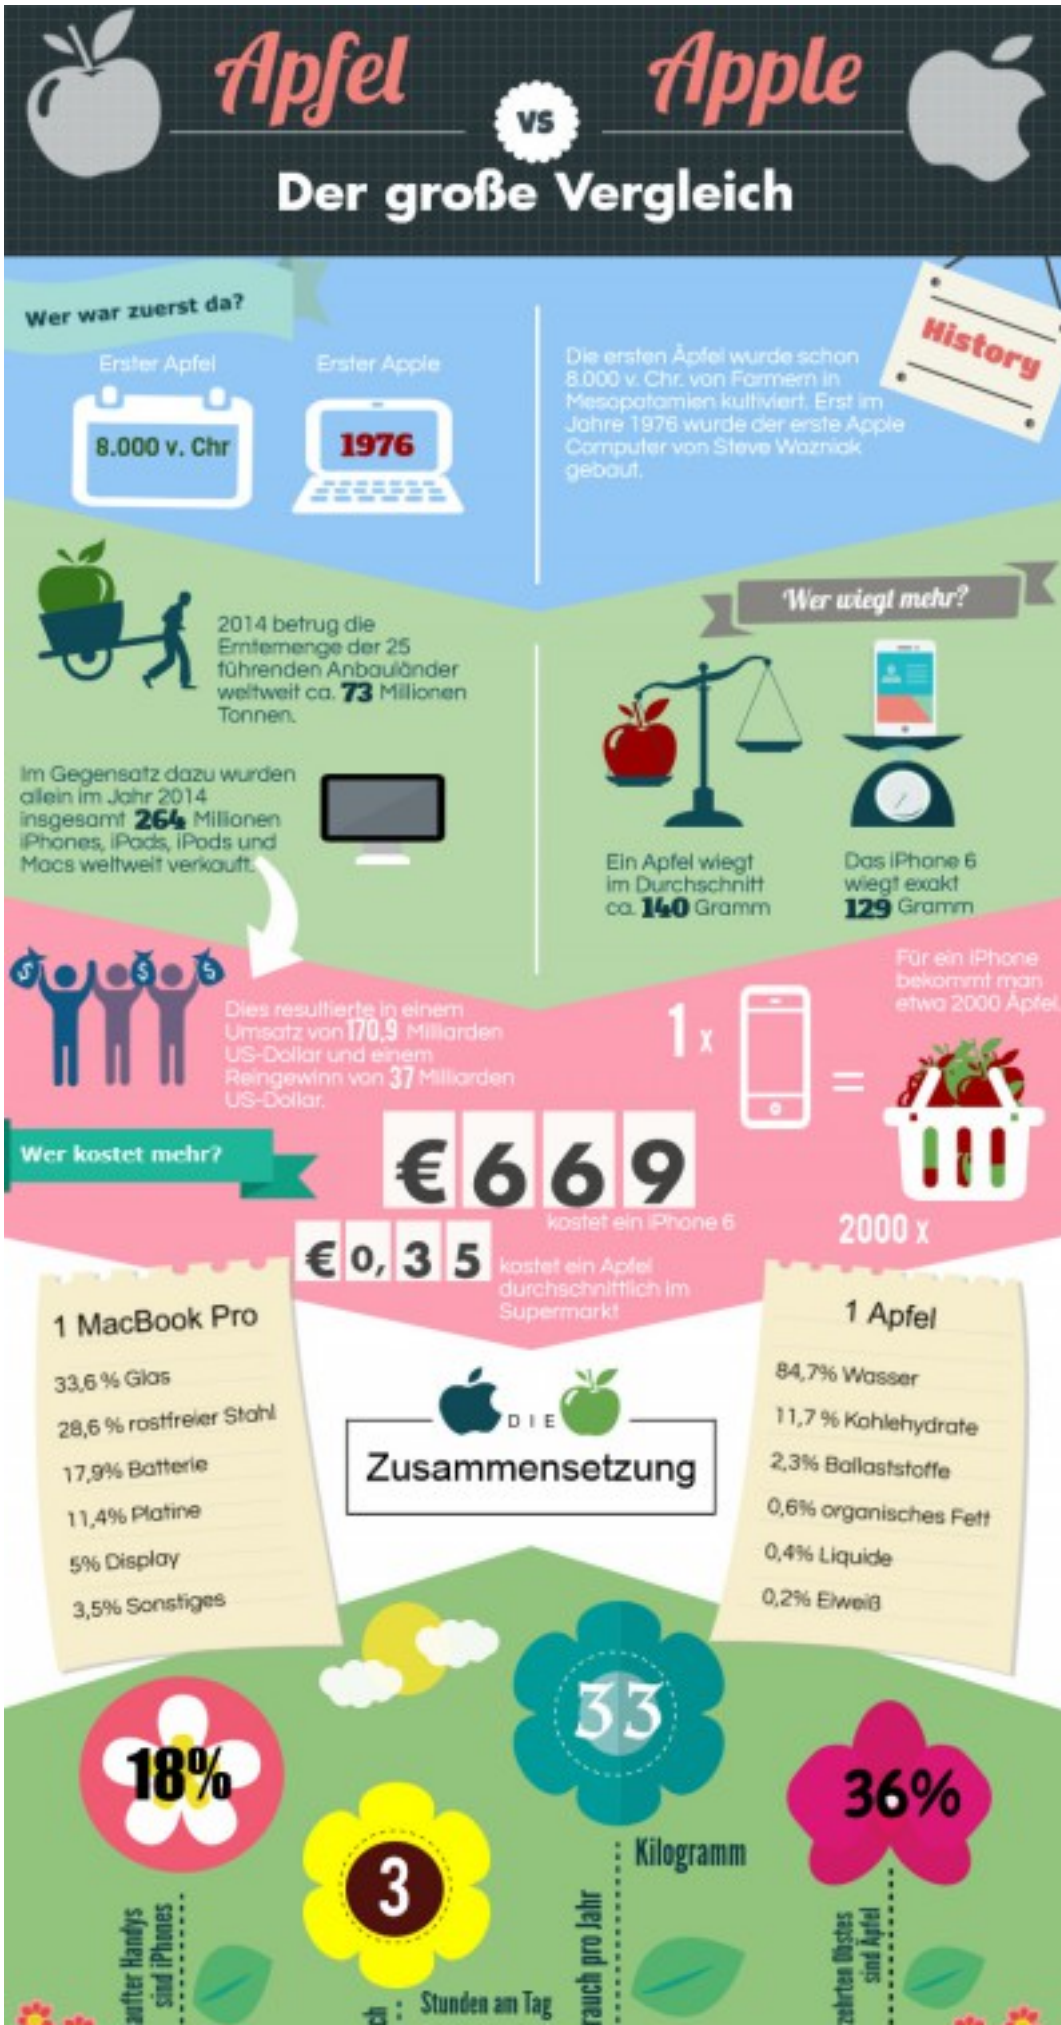 Apfel
vs
Apple
Der große Vergleich
Wer war zuerst da?
Erster Apfel
8.000 v. Chr
Erster Apple
1976
Die ersten Äpfel wurde schon
8.000 v. Chr. von Farmern in
Mesopotamien kultiviert. Erst im
Jahre 1976 wurde der erste Apple
Computer von Steve Wozniak
gebaut.
History
2014 betrug die
Erntemenge der 25
führenden Anbauländer
weltweit ca. 73 Millionen
Tonnen.
Im Gegensatz dazu wurden
allein im Jahr 2014
insgesamt 264 Millionen
iPhones, iPads, iPods und
Macs weltweit verkauft.
Wer wiegt mehr?
Ein Apfel wiegt
im Durchschnitt
ca. 140 Gramm
Das iPhone 6
wiegt exakt
129 Gramm
$ $ $
Dies resultierte in einem
Umsatz von 170,9 Milliarden
US-Dollar und einem
Reingewinn von 37 Milliarden
US-Dollar.
Für ein iPhone
bekommt man
etwa 2000 Äpfel.
1 x
=
2000 x
Wer kostet mehr?
€ 6 6 9
kostet ein iPhone 6
€ 0, 3 5
kostet ein Apfel
durchschnittlich im
Supermarkt
1 MacBook Pro
33,6 % Glas
28,6 % rostfreier Stahl
17,9% Batterie
11,4% Platine
5% Display
3,5% Sonstiges
DIE
Zusammensetzung
1 Apfel
84,7% Wasser
11,7 % Kohlehydrate
2,3% Ballaststoffe
0,6% organisches Fett
0,4% Liquide
0,2% Eiweiß
18%
aufter Handys
sind iPhones
3
ch
Stunden am Tag
33
Kilogramm
rauch pro Jahr
36%
zehrten Obstes
sind Äpfel